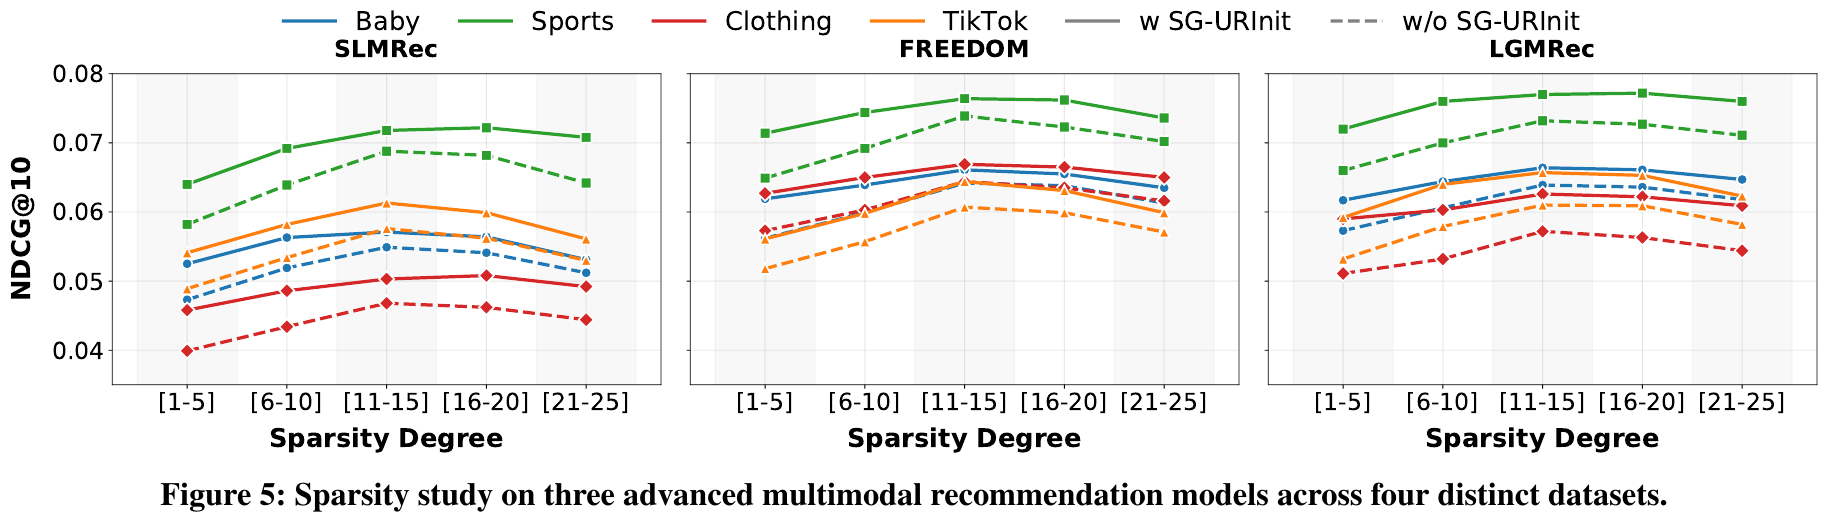 Baby Sports Clothing TikTok w SG-URInit w/o SG-URInit
SLMRec FREEDOM LGMRec
NDCG@10
0.08
0.07
0.06
0.05
0.04
[1-5] [6-10] [11-15] [16-20] [21-25] [1-5] [6-10] [11-15] [16-20] [21-25] [1-5] [6-10] [11-15] [16-20] [21-25]
Sparsity Degree Sparsity Degree Sparsity Degree
Figure 5: Sparsity study on three advanced multimodal recommendation models across four distinct datasets.